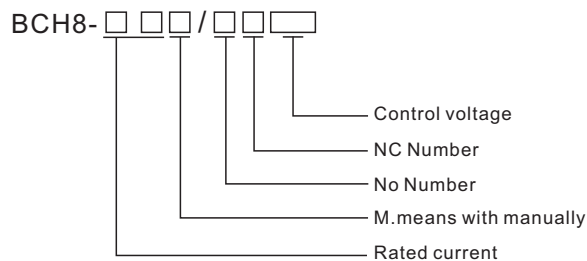 BCH8-□ □□/□□□
Control voltage
NC Number
No Number
M.means with manually
Rated current